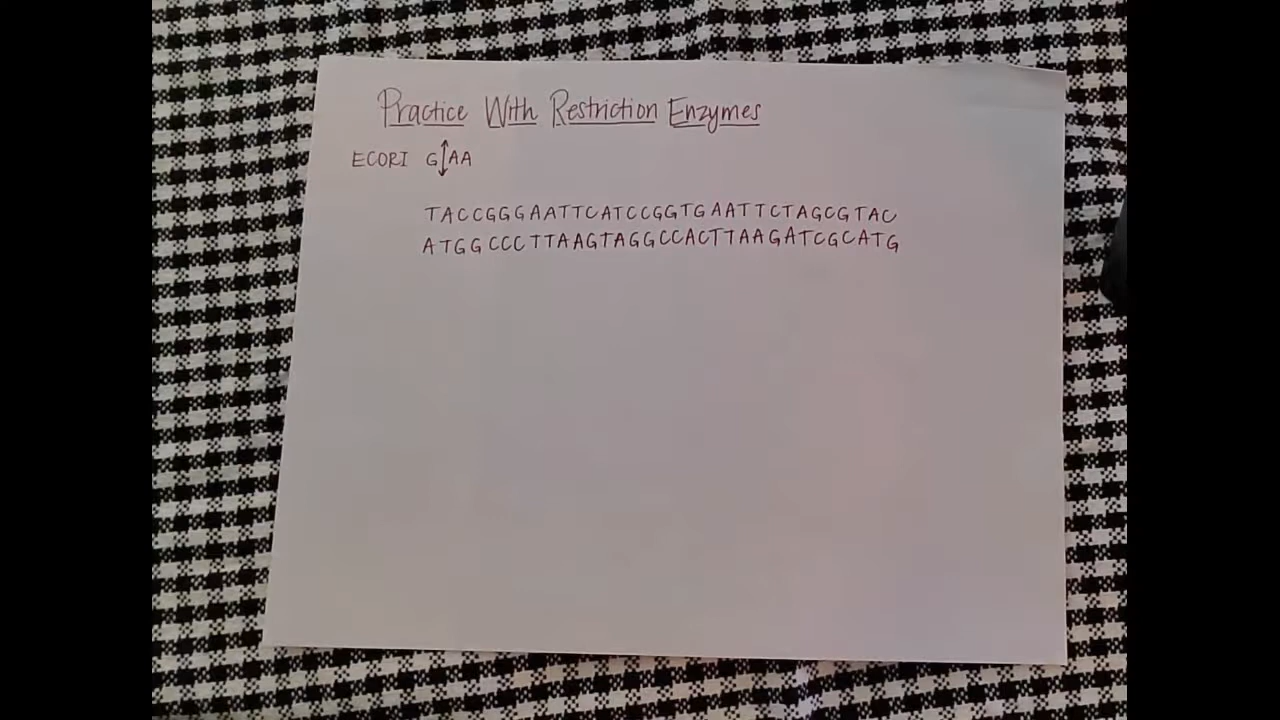 Practice With Restriction Enzymes
ECORI G↕AA
TACCGGGAATTCATCCGGTGAATTCTAGCGTAC
ATGGCCCTTAAGTAGGCCACTTAAGATCGCATG